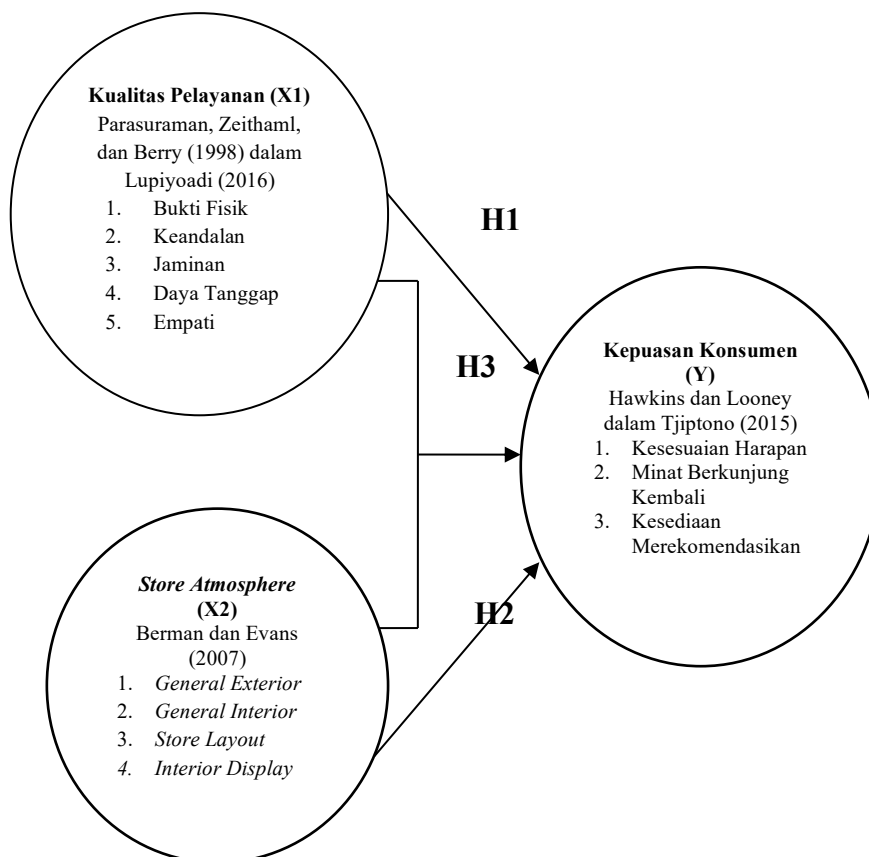 Kualitas Pelayanan (X1)
Parasuraman, Zeithaml,
dan Berry (1998) dalam
Lupiyoadi (2016)
1. Bukti Fisik
2. Keandalan
3. Jaminan
4. Daya Tanggap
5. Empati
H1
H3
Kepuasan Konsumen
(Y)
Hawkins dan Looney
dalam Tjiptono (2015)
1. Kesesuaian Harapan
2. Minat Berkunjung
Kembali
3. Kesediaan
Merekomendasikan
H2
Store Atmosphere
(X2)
Berman dan Evans
(2007)
1. General Exterior
2. General Interior
3. Store Layout
4. Interior Display